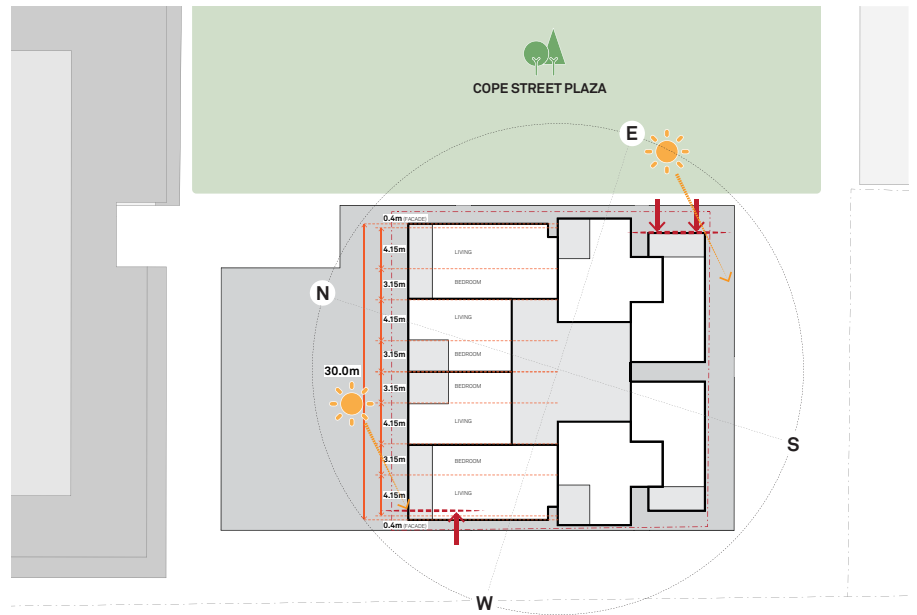 COPE STREET PLAZA
E
0.4m (FACADE)
4.15m
LIVING
3.15m
BEDROOM
N
4.15m
LIVING
3.15m
BEDROOM
30.0m
3.15m
BEDROOM
4.15m
LIVING
S
3.15m
BEDROOM
4.15m
LIVING
0.4m (FACADE)
W